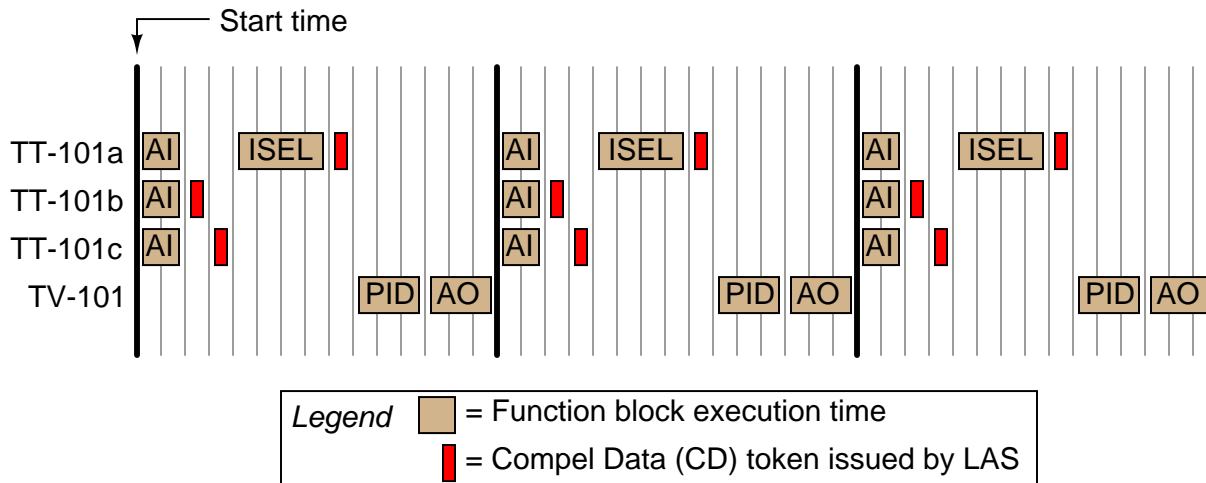 Start time
TT-101a AI ISEL AI ISEL AI ISEL
TT-101b AI AI AI
TT-101c AI AI AI
TV-101 PID AO PID AO PID AO
Legend = Function block execution time
= Compel Data (CD) token issued by LAS